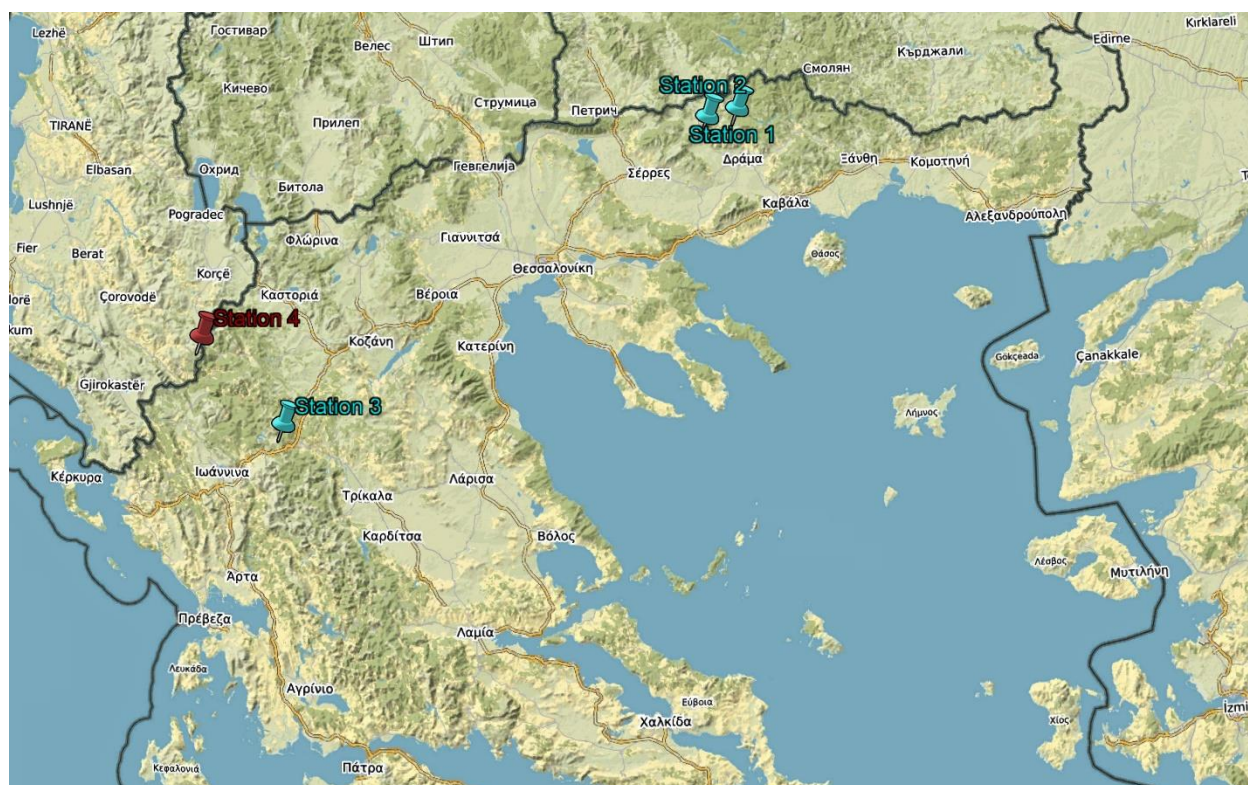 Lezhë
Гостивар
Велес
Штип
Kırklareli
Edirne
Кърджали
Смолян
Station 2
Кичево
Струмица
Петрич
TIRANË
Прилеп
Station 1
Elbasan
Охрид
Гевгелија
Δράμα
Ξάνθη
Κομοτηνή
Σέρρες
Битола
Lushnjë
Pogradec
Καβάλα
Αλεξανδρούπολη
Fier
Berat
Φλώρινα
Γιαννιτσά
Θάσος
Korçë
Θεσσαλονίκη
Çorovodë
Καστοριά
Βέροια
Station 4
Κοζάνη
Κατερίνη
Gökçeada
Çanakkale
Gjirokastër
Station 3
Λήμνος
Κέρκυρα
Ιωάννινα
Τρίκαλα
Λάρισα
Καρδίτσα
Βόλος
Λέσβος
Μυτιλήνη
Άρτα
Πρέβεζα
Λαμία
Λευκάδα
Αγρίνιο
Εύβοια
Χαλκίδα
Χίος
İzmi
Κεφαλονιά
Πάτρα